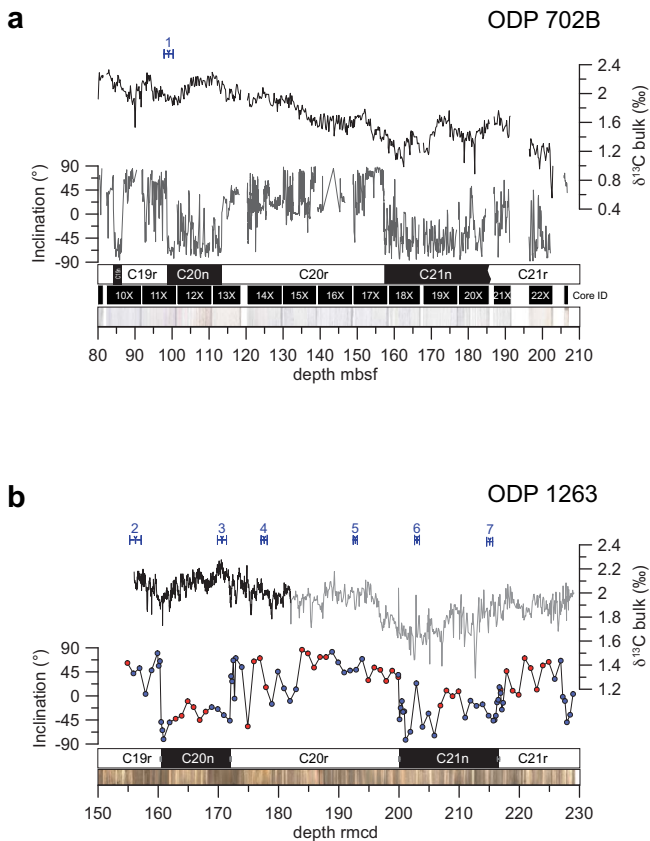 a
ODP 702B
1
2.4
2
1.6
1.2
0.8
0.4
δ13C bulk (‰)
90
45
0
-45
-90
Inclination (°)
C19n C19r C20n C20r C21n C21r
10X 11X 12X 13X 14X 15X 16X 17X 18X 19X 20X 21X 22X Core ID
80 90 100 110 120 130 140 150 160 170 180 190 200 210
depth mbsf
b
ODP 1263
2 3 4 5 6 7
2.4
2.2
2
1.8
1.6
1.4
1.2
δ13C bulk (‰)
90
45
0
-45
-90
Inclination (°)
C19r C20n C20r C21n C21r
150 160 170 180 190 200 210 220 230
depth rmcd